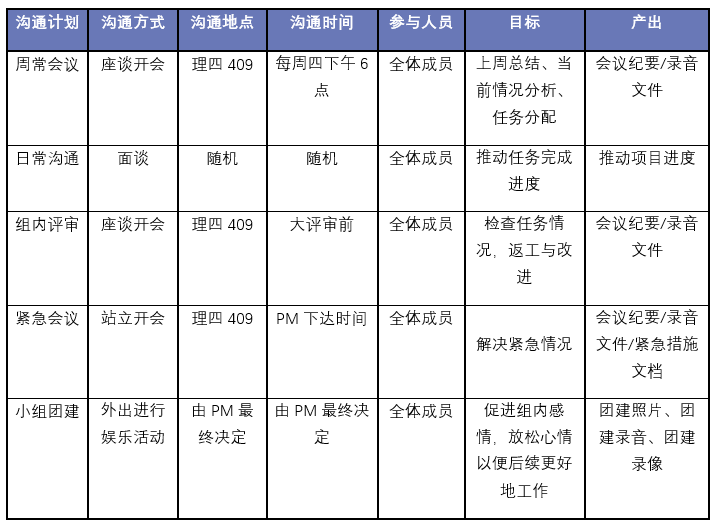 沟通计划 沟通方式 沟通地点 沟通时间 参与人员 目标 产出
周常会议 座谈开会 理四 409 每周四下午 6 全体成员 上周总结、当 会议纪要/录音
点 前情况分析、 文件
任务分配
日常沟通 面谈 随机 随机 全体成员 推动任务完成 推动项目进度
进度
组内评审 座谈开会 理四 409 大评审前 全体成员 检查任务情 会议纪要/录音
况，返工与改 文件
进
紧急会议 站立开会 理四 409 PM 下达时间 全体成员 会议纪要/录音
解决紧急情况 文件/紧急措施
文档
小组团建 外出进行 由 PM 最 由 PM 最终决 全体成员 促进组内感 团建照片、团
娱乐活动 终决定 定 情，放松心情 建录音、团建
以便后续更好 录像
地工作